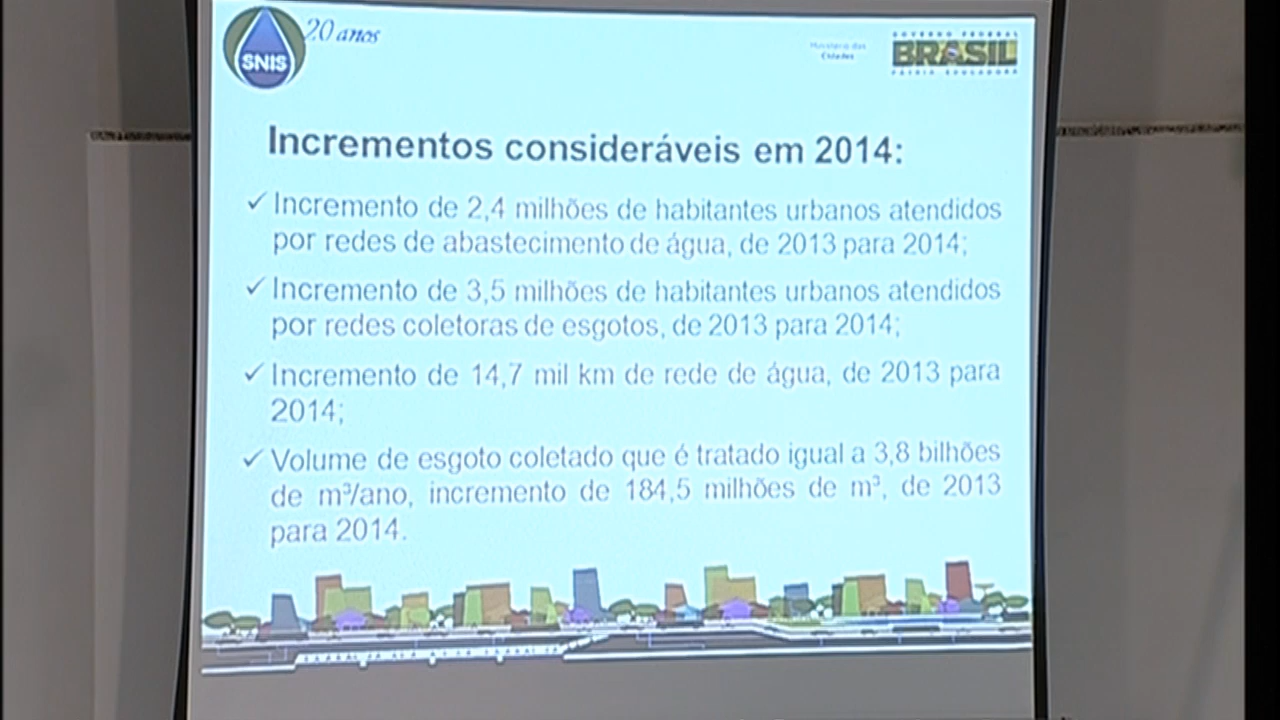 20 anos
SNIS
Ministério das
Cidades
GOVERNO FEDERAL
BRASIL
PÁTRIA EDUCADORA
Incrementos consideráveis em 2014:
✓ Incremento de 2,4 milhões de habitantes urbanos atendidos
por redes de abastecimento de água, de 2013 para 2014;
✓ Incremento de 3,5 milhões de habitantes urbanos atendidos
por redes coletoras de esgotos, de 2013 para 2014;
✓ Incremento de 14,7 mil km de rede de água, de 2013 para
2014;
✓ Volume de esgoto coletado que é tratado igual a 3,8 bilhões
de m³/ano, incremento de 184,5 milhões de m³, de 2013
para 2014.